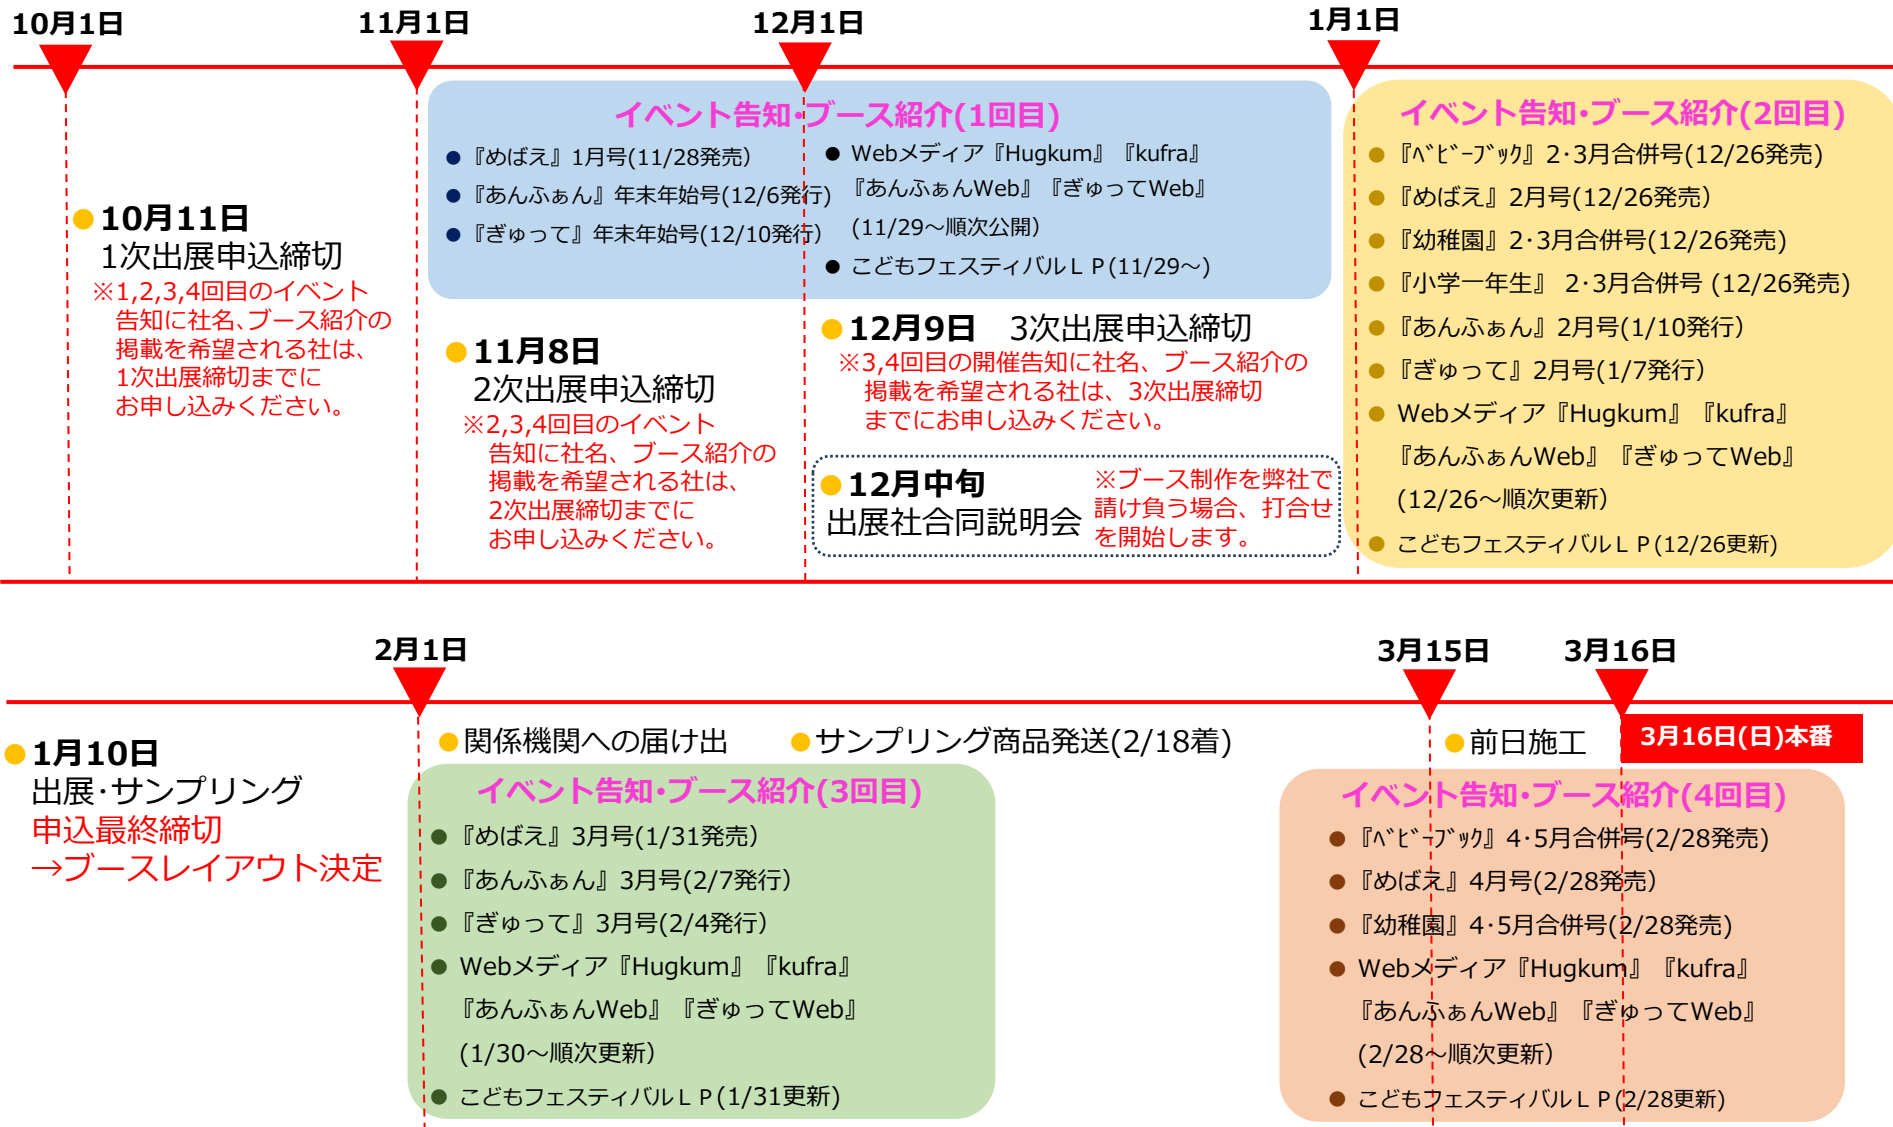 10月1日
11月1日
12月1日
1月1日
●10月11日
1次出展申込締切
※1,2,3,4回目のイベント
告知に社名、ブース紹介の
掲載を希望される社は、
1次出展締切までに
お申し込みください。
イベント告知・ブース紹介(1回目)
●『めばえ』1月号(11/28発売)
●『あんふぁん』年末年始号(12/6発行)
●『ぎゅって』年末年始号(12/10発行)
● Webメディア『Hugkum』『kufra』
『あんふぁんWeb』『ぎゅってWeb』
(11/29～順次公開)
● こどもフェスティバルＬＰ(11/29～)
●11月8日
2次出展申込締切
※2,3,4回目のイベント
告知に社名、ブース紹介の
掲載を希望される社は、
2次出展締切までに
お申し込みください。
●12月9日　3次出展申込締切
※3,4回目の開催告知に社名、ブース紹介の
掲載を希望される社は、3次出展締切
までにお申し込みください。
●12月中旬
出展社合同説明会
※ブース制作を弊社で
請け負う場合、打合せ
を開始します。
イベント告知・ブース紹介(2回目)
●『ﾍﾞﾋﾞｰﾌﾞｯｸ』2・3月合併号(12/26発売)
●『めばえ』2月号(12/26発売)
●『幼稚園』2・3月合併号(12/26発売)
●『小学一年生』 2・3月合併号 (12/26発売)
●『あんふぁん』2月号(1/10発行)
●『ぎゅって』2月号(1/7発行)
● Webメディア『Hugkum』『kufra』
『あんふぁんWeb』『ぎゅってWeb』
(12/26～順次更新)
● こどもフェスティバルＬＰ(12/26更新)
2月1日
3月15日
3月16日
●1月10日
出展・サンプリング
申込最終締切
→ブースレイアウト決定
●関係機関への届け出
●サンプリング商品発送(2/18着)
イベント告知・ブース紹介(3回目)
●『めばえ』3月号(1/31発売)
●『あんふぁん』3月号(2/7発行)
●『ぎゅって』3月号(2/4発行)
● Webメディア『Hugkum』『kufra』
『あんふぁんWeb』『ぎゅってWeb』
(1/30～順次更新)
● こどもフェスティバルＬＰ(1/31更新)
●前日施工
3月16日(日)本番
イベント告知・ブース紹介(4回目)
●『ﾍﾞﾋﾞｰﾌﾞｯｸ』4・5月合併号(2/28発売)
●『めばえ』4月号(2/28発売)
●『幼稚園』4・5月合併号(2/28発売)
● Webメディア『Hugkum』『kufra』
『あんふぁんWeb』『ぎゅってWeb』
(2/28～順次更新)
● こどもフェスティバルＬＰ(2/28更新)